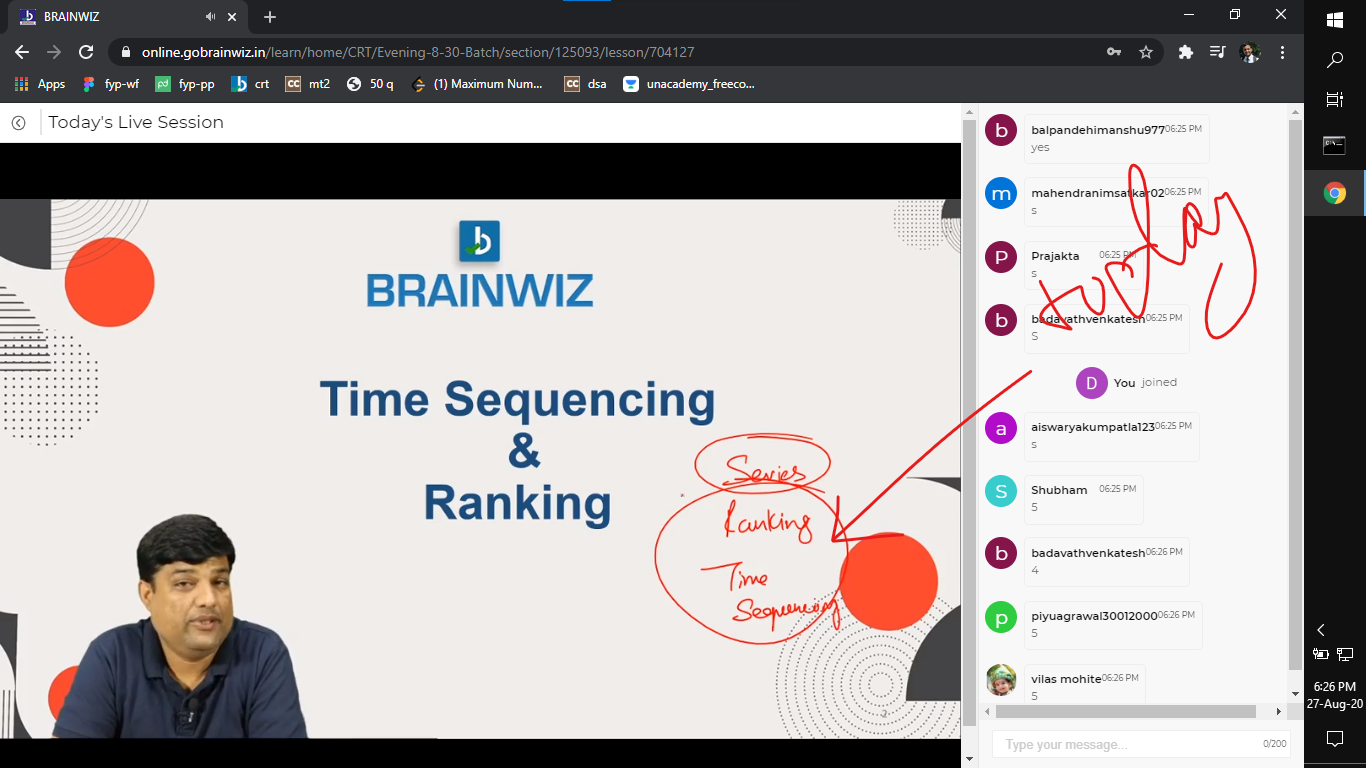 BRAINWIZ
online.gobrainwiz.in/learn/home/CRT/Evening-8-30-Batch/section/125093/lesson/704127
Apps fyp-wf fyp-pp crt mt2 50 q (1) Maximum Num... dsa unacademy_freeco...
Today's Live Session
b
BRAINWIZ
Time Sequencing
&
Ranking
Series
Ranking
Time
Sequencing
2
b balpandehimanshu977 06:25 PM
yes
m mahendranimsatkar02 06:25 PM
s
P Prajakta 06:25 PM
s
b badavathvenkatesh 06:25 PM
S
today
D You joined
a aiswaryakumpatla123 06:25 PM
s
S Shubham 06:25 PM
5
b badavathvenkatesh 06:26 PM
4
p piyuagrawal30012000 06:26 PM
5
vilas mohite 06:26 PM
5
Type your message... 0/200
6:26 PM
27-Aug-20